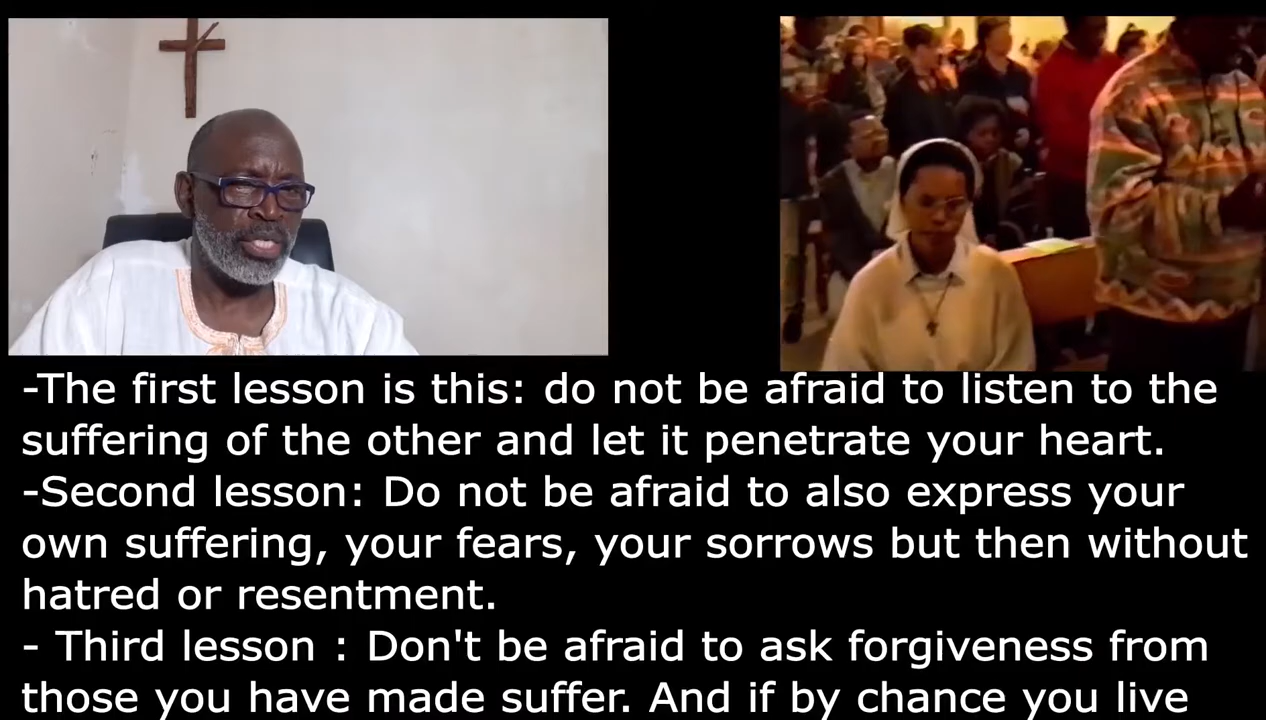 -The first lesson is this: do not be afraid to listen to the
suffering of the other and let it penetrate your heart.
-Second lesson: Do not be afraid to also express your
own suffering, your fears, your sorrows but then without
hatred or resentment.
- Third lesson : Don't be afraid to ask forgiveness from
those you have made suffer. And if by chance you live